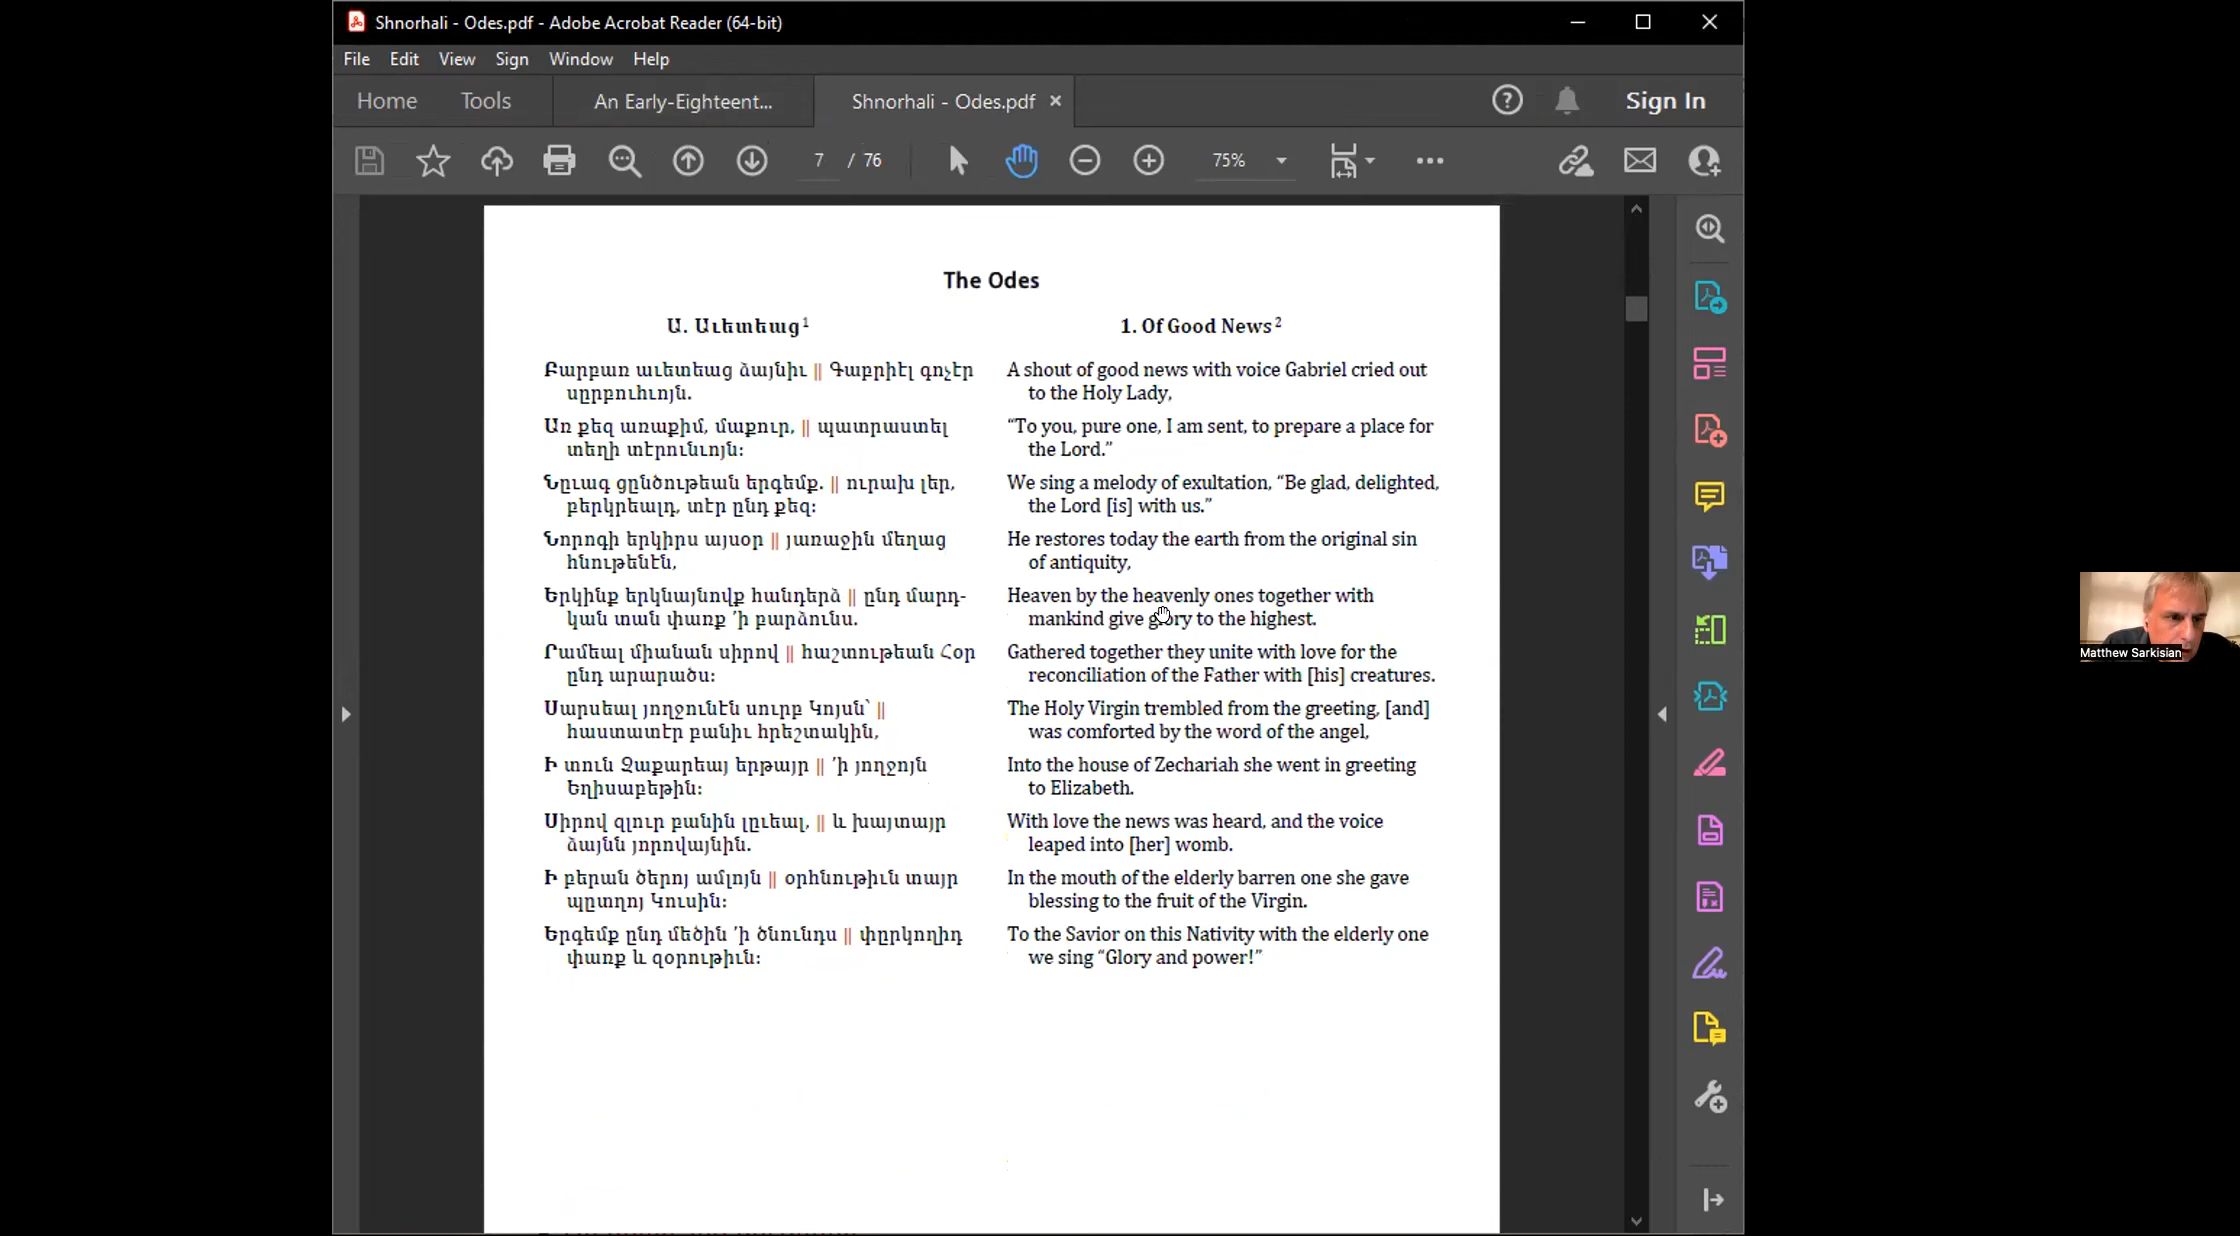 Shnorhali - Odes.pdf - Adobe Acrobat Reader (64-bit)
File Edit View Sign Window Help
Home Tools An Early-Eighteent... Shnorhali - Odes.pdf × Sign In
7 / 76 75%
The Odes
Ա. Աւետեաց¹
Բարբառ աւետեաց ձայնիւ || Գաբրիէլ գոչէր
սըրբուհւոյն.
Առ քեզ առաքիմ, մաքուր, || պատրաստել
տեղի տէրունւոյն։
Նըւագ ցընծութեան երգեմք. || ուրախ լեր,
բերկրեալդ, տէր ընդ քեզ։
Նորոգի երկիրս այսօր || յառաջին մեղաց
հնութենէն,
Երկինք երկնայնովք հանդերձ || ընդ մարդ-
կան տան փառք ՚ի բարձունս.
Րամեալ միանան սիրով || հաշտութեան Հօր
ընդ արարածս։
Սարսեալ յողջունէն սուրբ Կոյսն՝ ||
հաստատէր բանիւ հրեշտակին,
Ի տուն Զաքարեայ երթայր || ՚ի յողջոյն
Եղիսաբեթին։
Սիրով զլուր բանին լըւեալ, || և խայտայր
ձայնն յորովայնին.
Ի բերան ծերոյ ամլոյն || օրհնութիւն տայր
պըտղոյ Կուսին։
Երգեմք ընդ մեծին ՚ի ծնունդս || փըրկողիդ
փառք և զօրութիւն։
1. Of Good News²
A shout of good news with voice Gabriel cried out
to the Holy Lady,
“To you, pure one, I am sent, to prepare a place for
the Lord.”
We sing a melody of exultation, “Be glad, delighted,
the Lord [is] with us.”
He restores today the earth from the original sin
of antiquity,
Heaven by the heavenly ones together with
mankind give glory to the highest.
Gathered together they unite with love for the
reconciliation of the Father with [his] creatures.
The Holy Virgin trembled from the greeting, [and]
was comforted by the word of the angel,
Into the house of Zechariah she went in greeting
to Elizabeth.
With love the news was heard, and the voice
leaped into [her] womb.
In the mouth of the elderly barren one she gave
blessing to the fruit of the Virgin.
To the Savior on this Nativity with the elderly one
we sing “Glory and power!”
Matthew Sarkisian